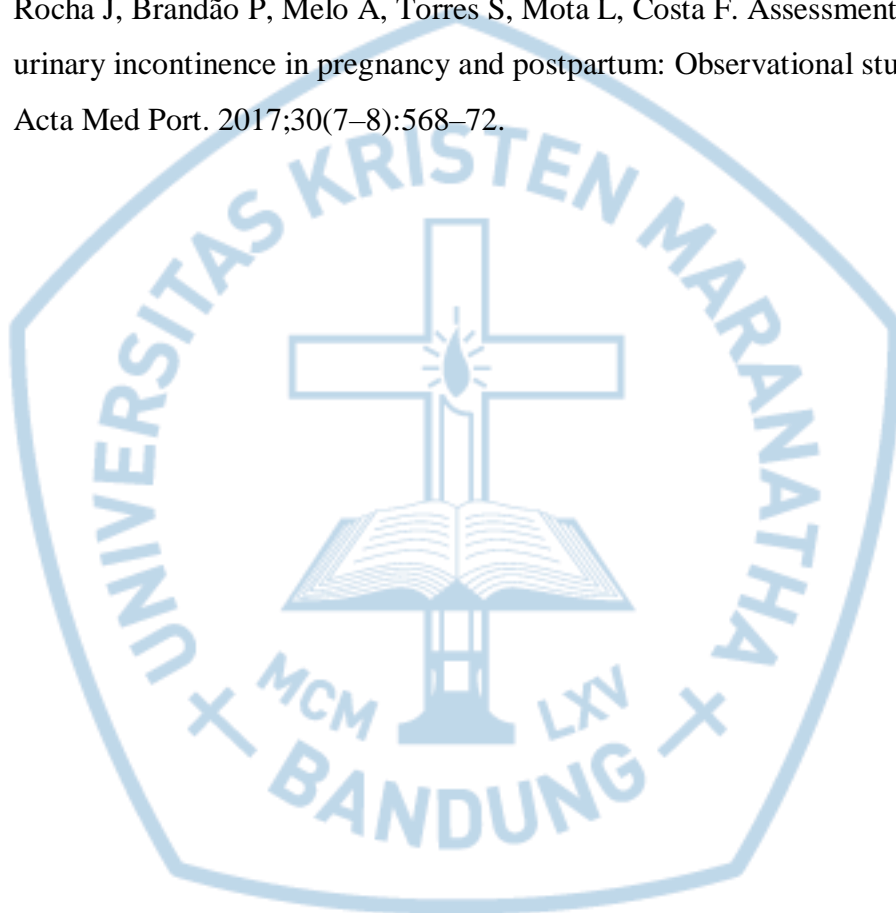 Rocha J, Brandão P, Melo A, Torres S, Mota L, Costa F. Assessment
urinary incontinence in pregnancy and postpartum: Observational
Acta Med Port. 2017;30(7–8):568–72.
UNIVERSITAS KRISTEN MARANATHA
MCM LXV
BANDUNG